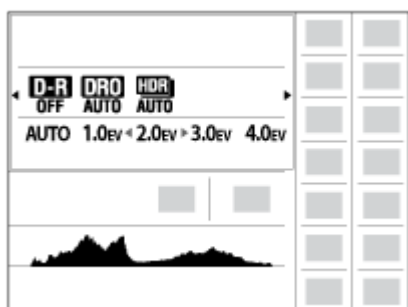 D-R DRO HDR
OFF AUTO AUTO
AUTO 1.0EV 2.0EV 3.0EV 4.0EV